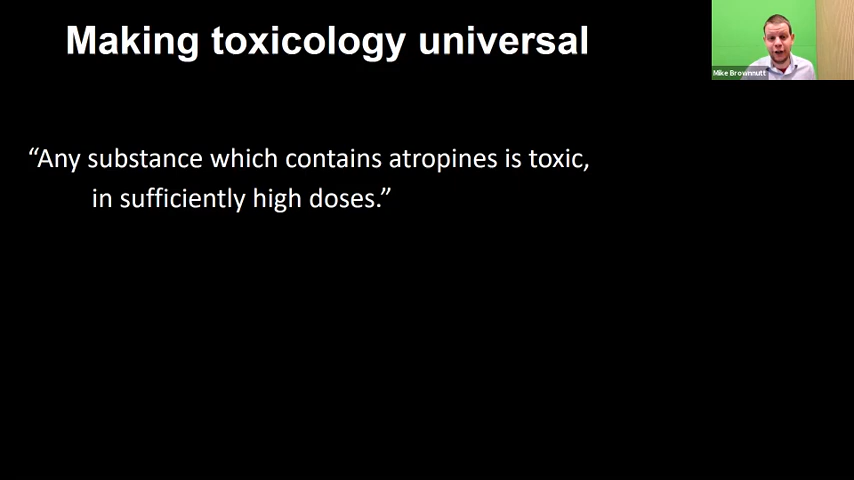 Making toxicology universal
Mike Brownnutt
“Any substance which contains atropines is toxic,
in sufficiently high doses.”